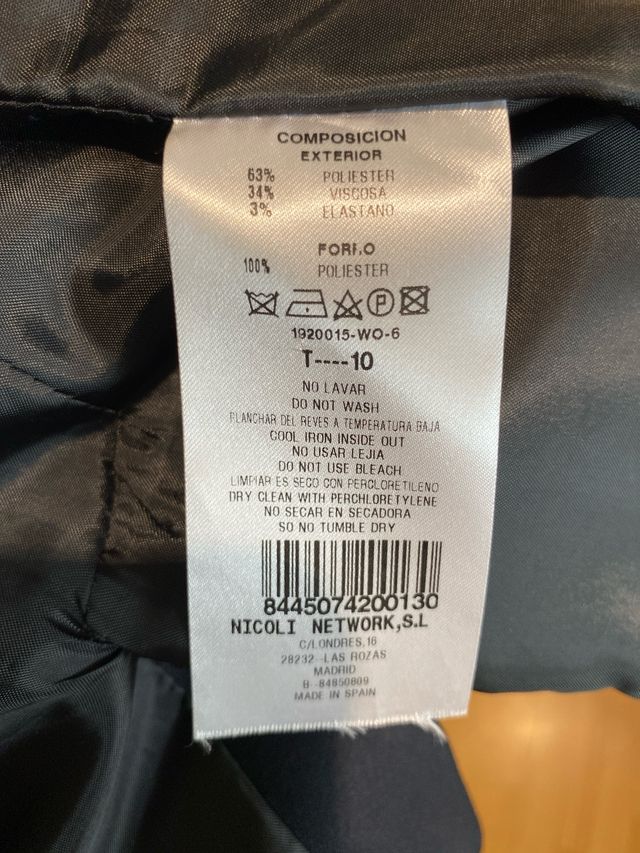 COMPOSICION
EXTERIOR
63% POLIESTER
34% VISCOSA
3% ELASTANO
FORRO
100% POLIESTER
1920015-WO-6
T----10
NO LAVAR
DO NOT WASH
PLANCHAR DEL REVES A TEMPERATURA BAJA
COOL IRON INSIDE OUT
NO USAR LEJIA
DO NOT USE BLEACH
LIMPIAR ES SECO CON PERCLORETILENO
DRY CLEAN WITH PERCHLORETYLENE
NO SECAR EN SECADORA
SO NO TUMBLE DRY
8445074200130
NICOLI NETWORK,S.L
C/LONDRES,16
28232 -LAS ROZAS
MADRID
B -84850809
MADE IN SPAIN